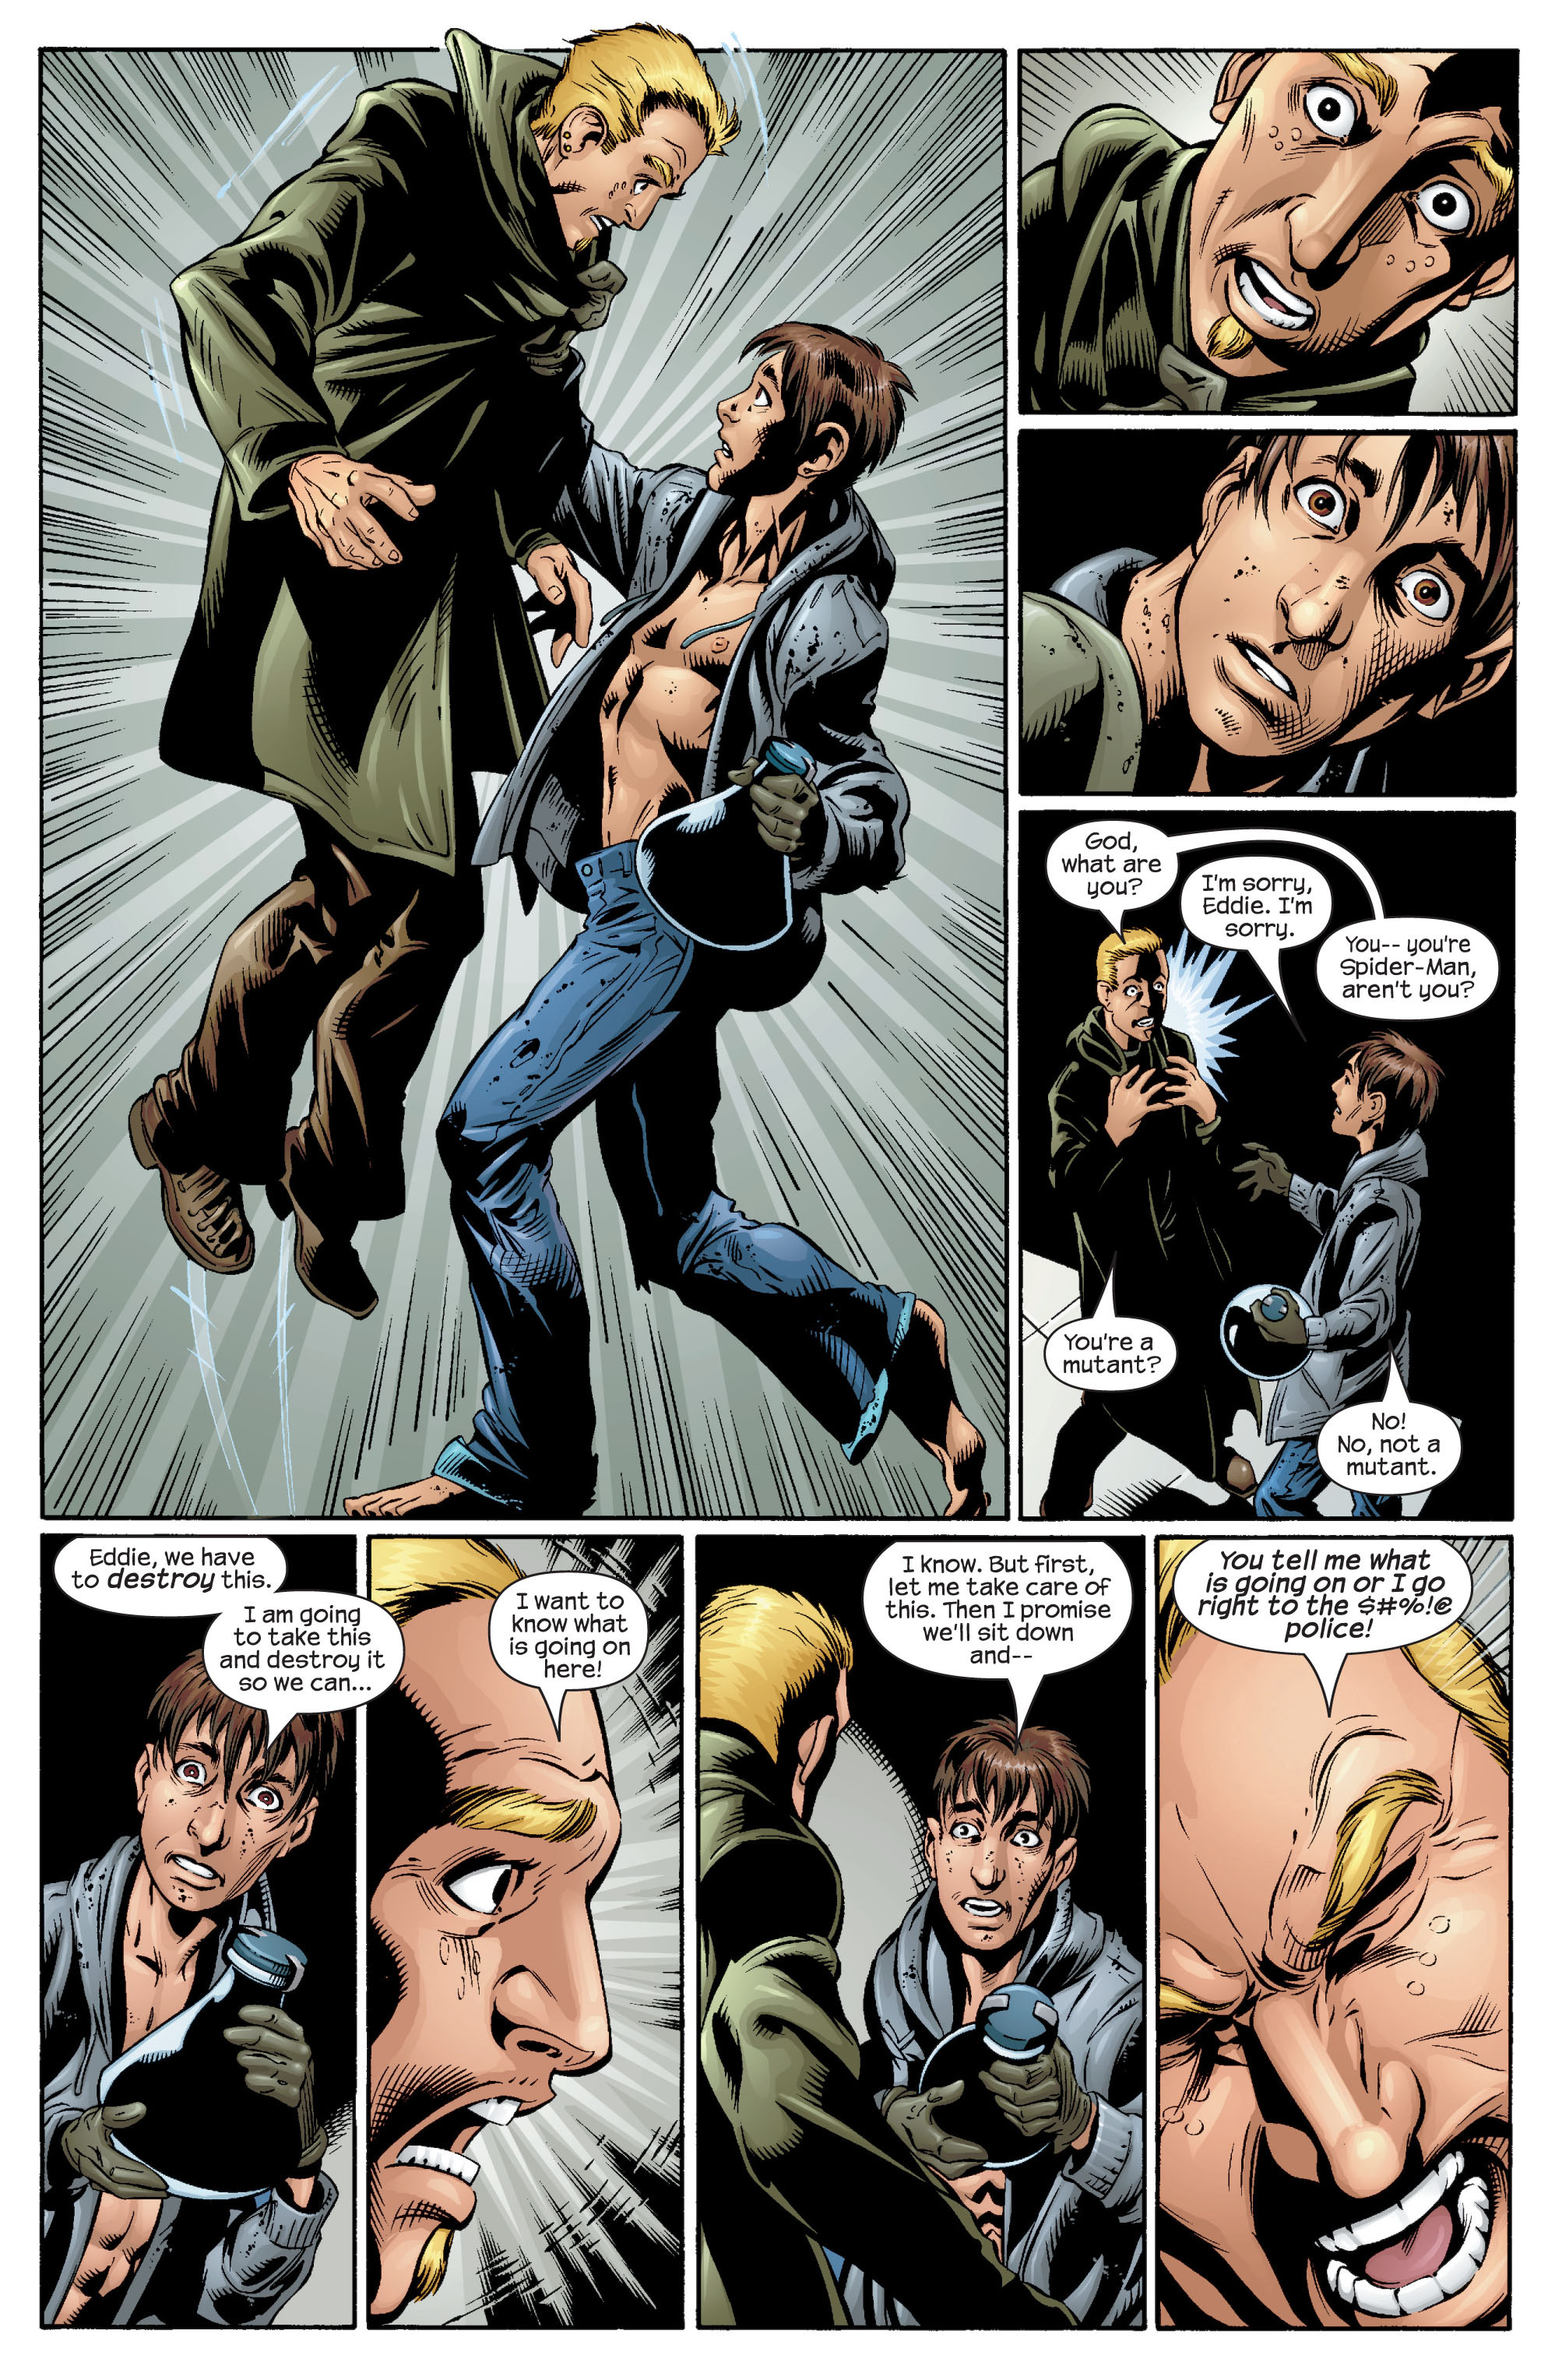 God,
what are
you?
I'm sorry,
Eddie. I'm
sorry.
You-- you're
Spider-Man,
aren't you?
You're a
mutant?
No!
No, not a
mutant.
Eddie, we have
to destroy this.
I am going
to take this
and destroy it
so we can...
I want to
know what
is going on
here!
I know. But first,
let me take care of
this. Then I promise
we'll sit down
and--
You tell me what
is going on or I go
right to the $#%!@
police!